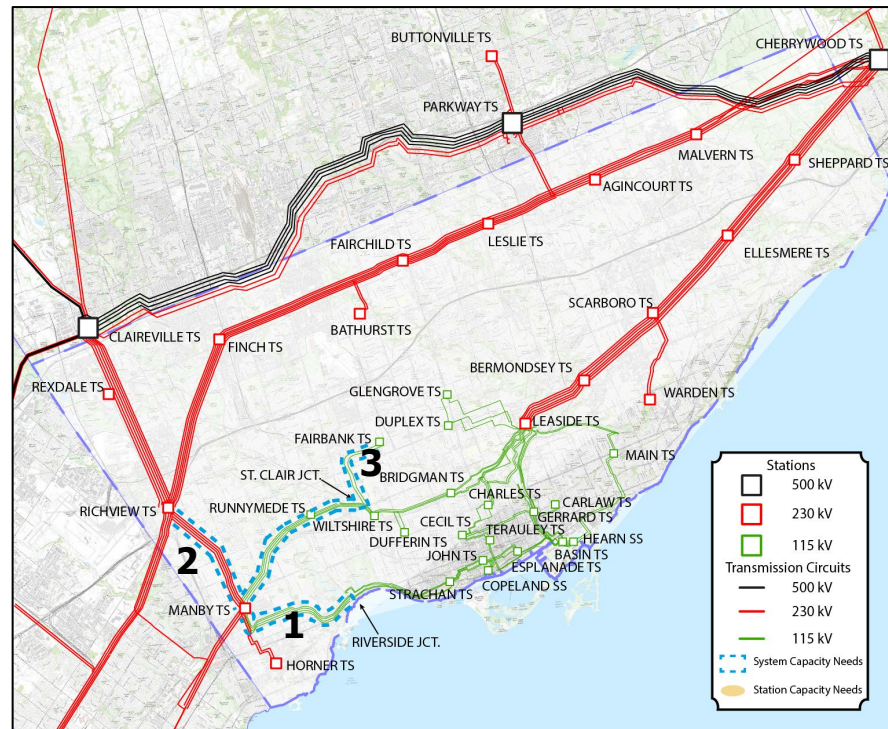 BUTTONVILLE TS
CHERRYWOOD TS
PARKWAY TS
MALVERN TS
SHEPPARD TS
AGINCOURT TS
LESLIE TS
FAIRCHILD TS
ELLESMERE TS
SCARBORO TS
BATHURST TS
CLAIREVILLE TS
FINCH TS
BERMONDSEY TS
REXDALE TS
GLENGROVE TS
WARDEN TS
DUPLEX TS
LEASIDE TS
FAIRBANK TS
3
MAIN TS
ST. CLAIR JCT.
BRIDGMAN TS
RICHVIEW TS
RUNNYMEDE TS
CHARLES TS
CARLAW TS
WILTSHIRE TS
CECIL TS
GERRARD TS
DUFFERIN TS
TERAULEY TS
HEARN SS
2
JOHN TS
BASIN TS
ESPLANADE TS
MANBY TS
STRACHAN TS
COPELAND SS
1
RIVERSIDE JCT.
HORNER TS
Stations
500 kV
230 kV
115 kV
Transmission Circuits
500 kV
230 kV
115 kV
System Capacity Needs
Station Capacity Needs